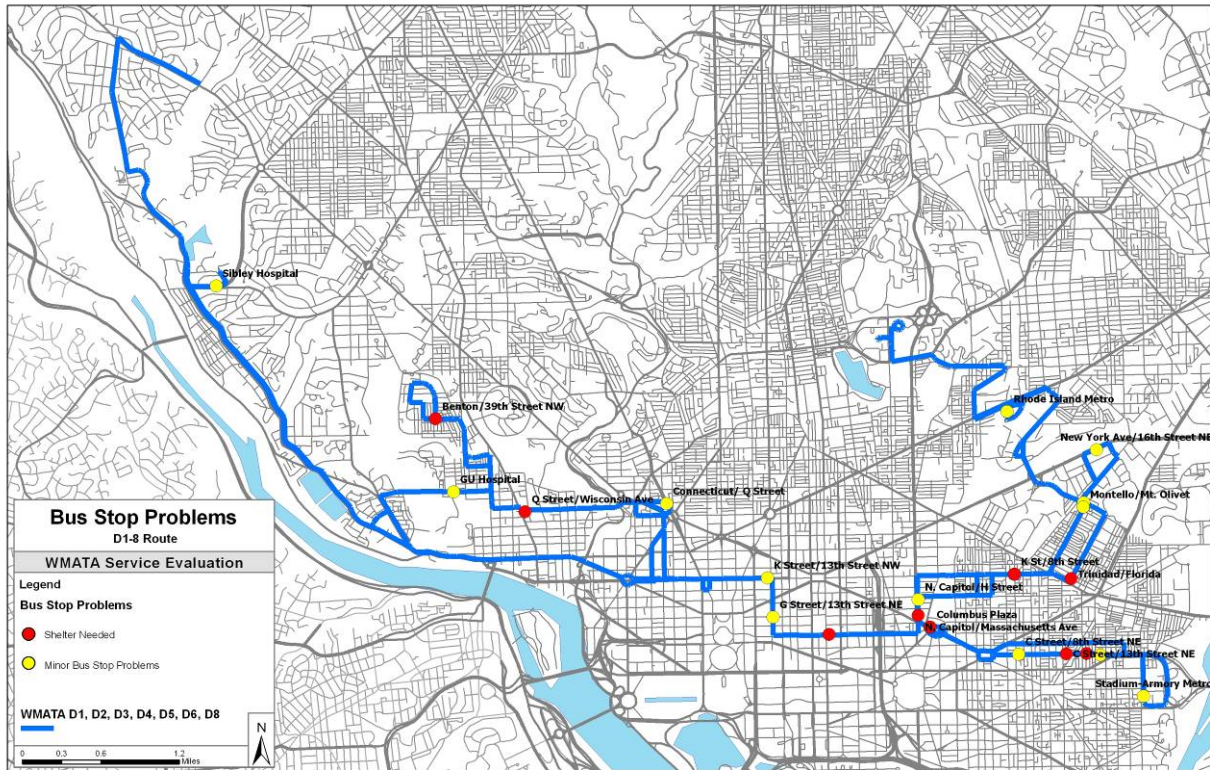 Sibley Hospital
Benton/39th Street NW
Rhode Island Metro
New York Ave/16th Street NE
GU Hospital
Connecticut/ Q Street
Q Street/Wisconsin Ave
Montello/Mt. Olivet
K St/8th Street
K Street/13th Street NW
Trinidad/Florida
N/ Capitol/H Street
G Street/13th Street NE
Columbus Plaza
N/ Capitol/Massachusetts Ave
C Street/8th Street NE
C Street/13th Street NE
Stadium-Armory Metro
Bus Stop Problems
D1-8 Route
WMATA Service Evaluation
Legend
Bus Stop Problems
Shelter Needed
Minor Bus Stop Problems
WMATA D1, D2, D3, D4, D5, D6, D8
N
0 0.3 0.6 1.2
Miles